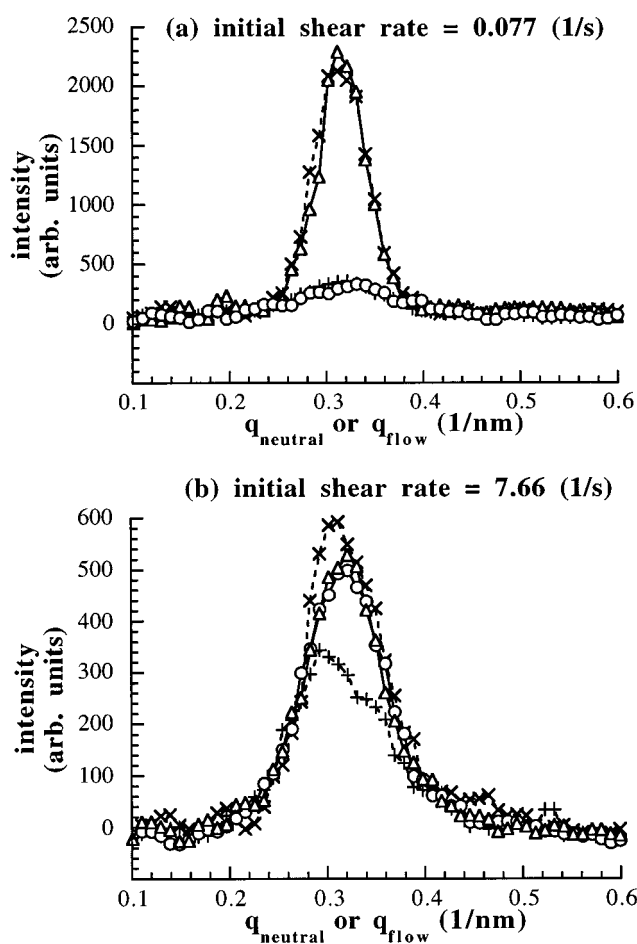 (a) initial shear rate = 0.077 (1/s)
2500
2000
1500
1000
500
0
intensity
(arb. units)
0.1 0.2 0.3 0.4 0.5 0.6
q_neutral or q_flow (1/nm)
(b) initial shear rate = 7.66 (1/s)
600
500
400
300
200
100
0
intensity
(arb. units)
0.1 0.2 0.3 0.4 0.5 0.6
q_neutral or q_flow (1/nm)